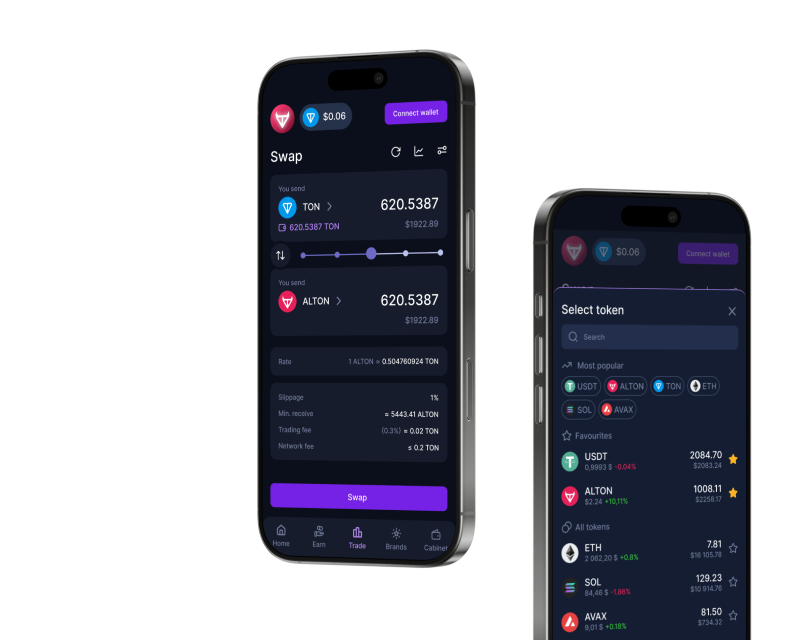 $0.06
Connect wallet
Swap
You send
TON
620.5387
620.5387 TON
$1922.89
You send
ALTON
620.5387
$1922.89
Rate
1 ALTON ≈ 0.504760924 TON
Slippage
1%
Min. receive
≈ 5443.41 ALTON
Trading fee
(0.3%) ≈ 0.02 TON
Network fee
≤ 0.2 TON
Swap
Home
Earn
Trade
Brands
Cabinet
$0.06
Connect wallet
Select token
Search
Most popular
USDT
ALTON
TON
ETH
SOL
AVAX
Favourites
USDT
2084.70
0,9993 $ -0.04%
$2083.24
ALTON
1008.11
$2.24 +10,11%
$2258.17
All tokens
ETH
7.81
2 062,20 $ +0.8%
$16 105.78
SOL
129.23
84,46 $ -1.86%
$10 914.76
AVAX
81.50
9,01 $ +0.18%
$734.32